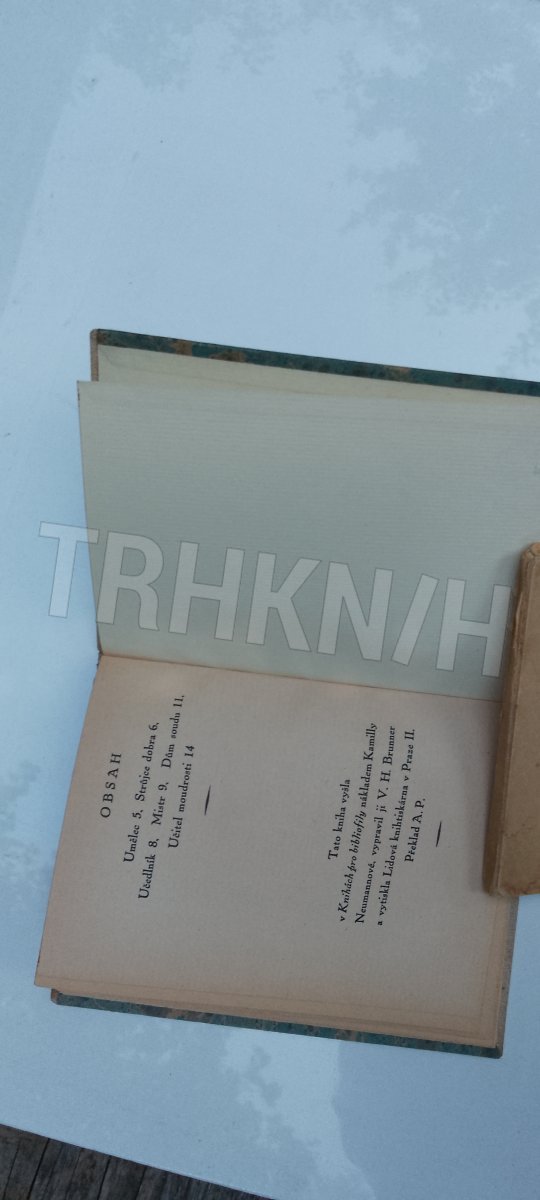 OBSAH
Umělec 5, Strůjce dobra 6,
Učedlník 8, Mistr 9, Dům soudu 11,
Učitel moudrosti 14
Tato kniha vyšla
v Knihách pro bibliofily nákladem Kamilly
Neumannové, vypravil ji V. H. Brunner
a vytiskla Lidová knihtiskárna v Praze II.
Překlad A. P.
TRHKNIH